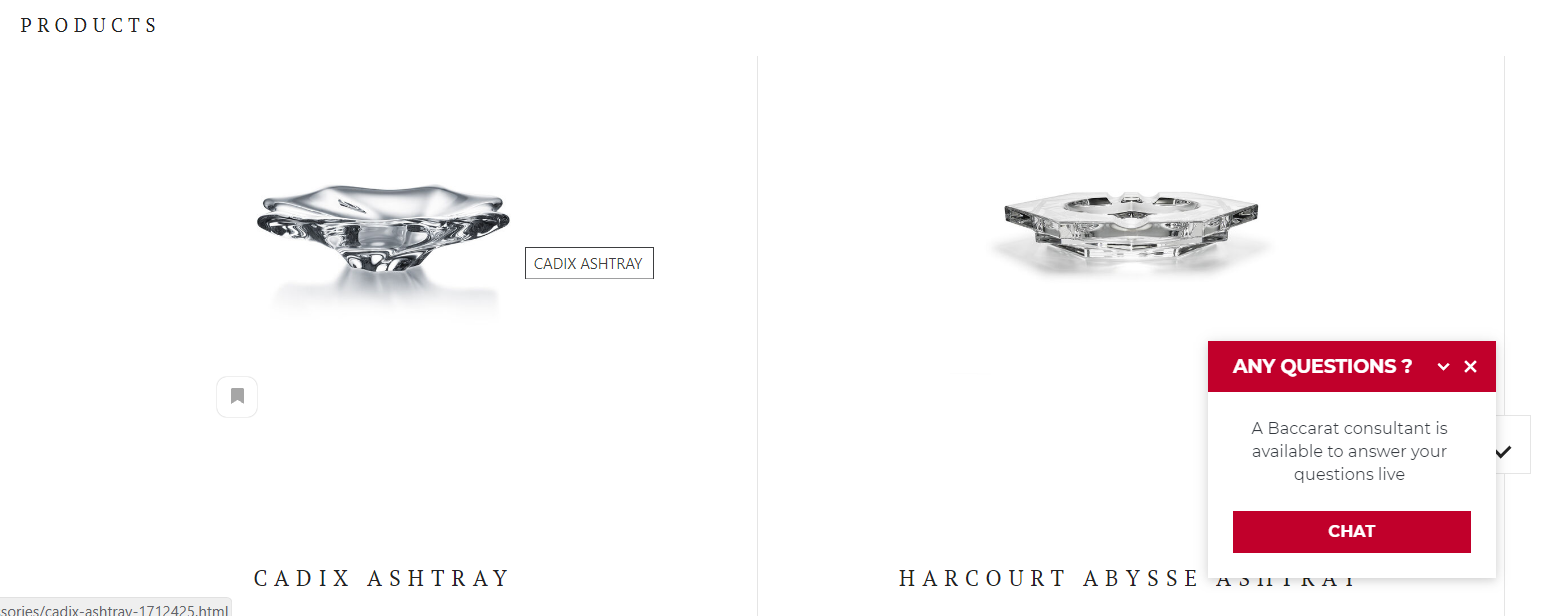 PRODUCTS
CADIX ASHTRAY
ANY QUESTIONS ?
A Baccarat consultant is
available to answer your
questions live
CHAT
CADIX ASHTRAY
HARCOURT ABYSSE ASHTRAY
sories/cadix-ashtray-1712425.html